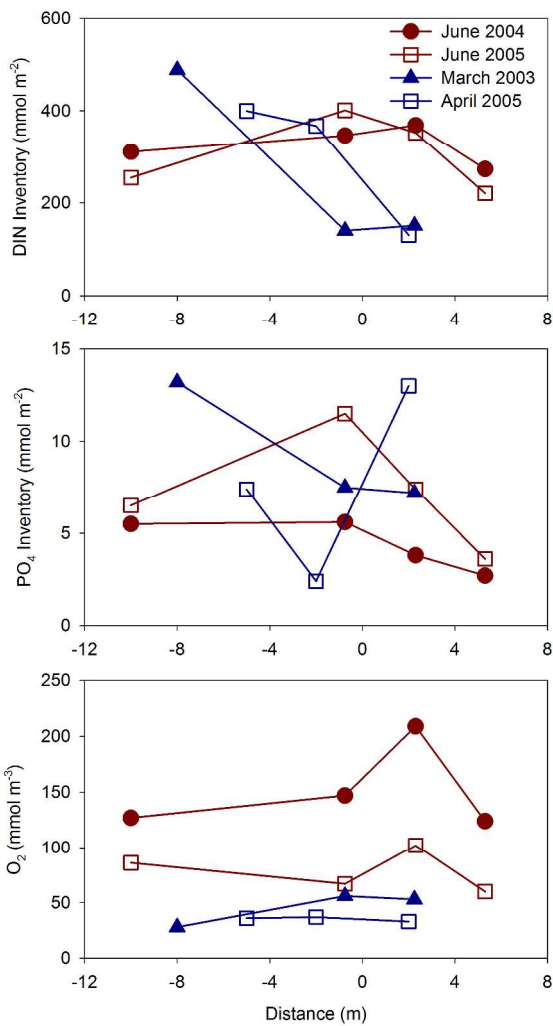 600
400
200
0
DIN Inventory (mmol m⁻²)
June 2004
June 2005
March 2003
April 2005
-12 -8 -4 0 4 8
15
10
5
0
PO₄ Inventory (mmol m⁻²)
-12 -8 -4 0 4 8
250
200
150
100
50
0
O₂ (mmol m⁻³)
-12 -8 -4 0 4 8
Distance (m)